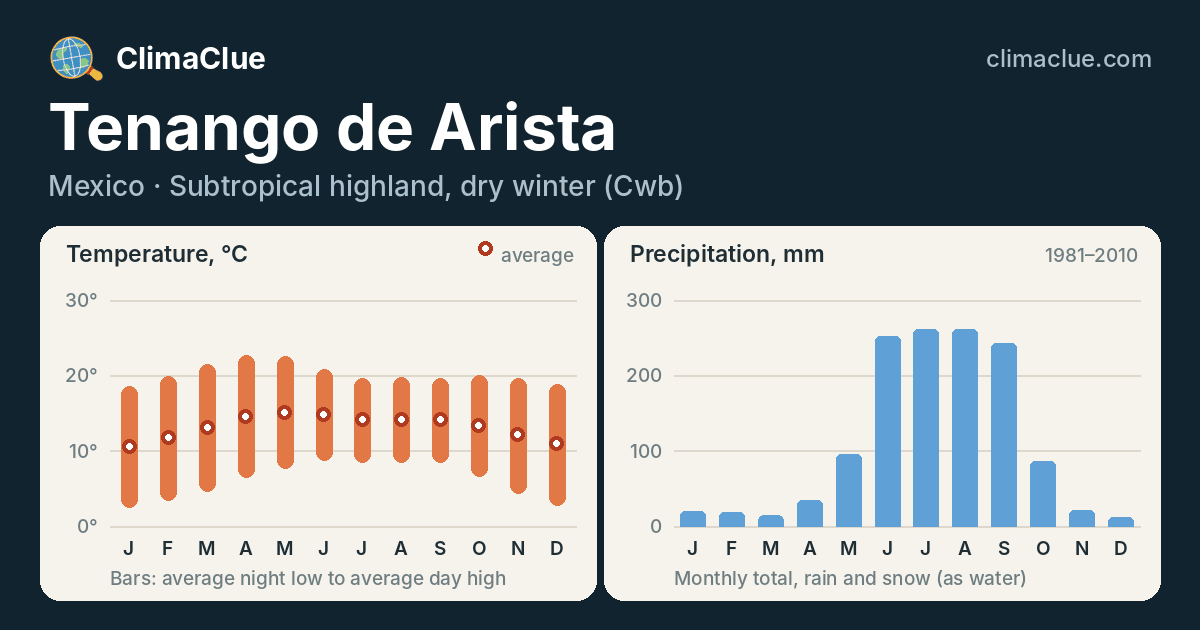 ClimaClue
climaclue.com
Tenango de Arista
Mexico · Subtropical highland, dry winter (Cwb)
Temperature, °C
average
30°
20°
10°
0°
J F M A M J J A S O N D
Bars: average night low to average day high
Precipitation, mm
1981–2010
300
200
100
0
J F M A M J J A S O N D
Monthly total, rain and snow (as water)